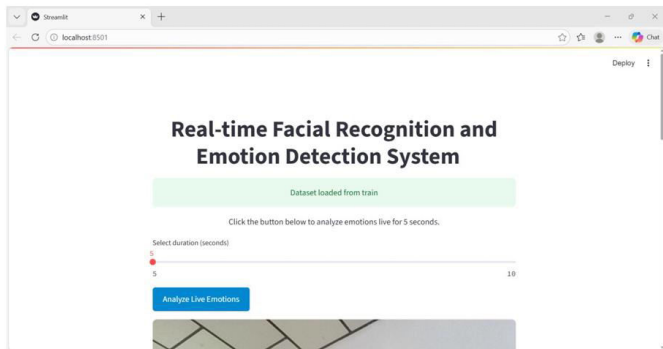 Streamlit
localhost:8501
Chat
Deploy
Real-time Facial Recognition and
Emotion Detection System
Dataset loaded from train
Click the button below to analyze emotions live for 5 seconds.
Select duration (seconds)
5
5 10
Analyze Live Emotions